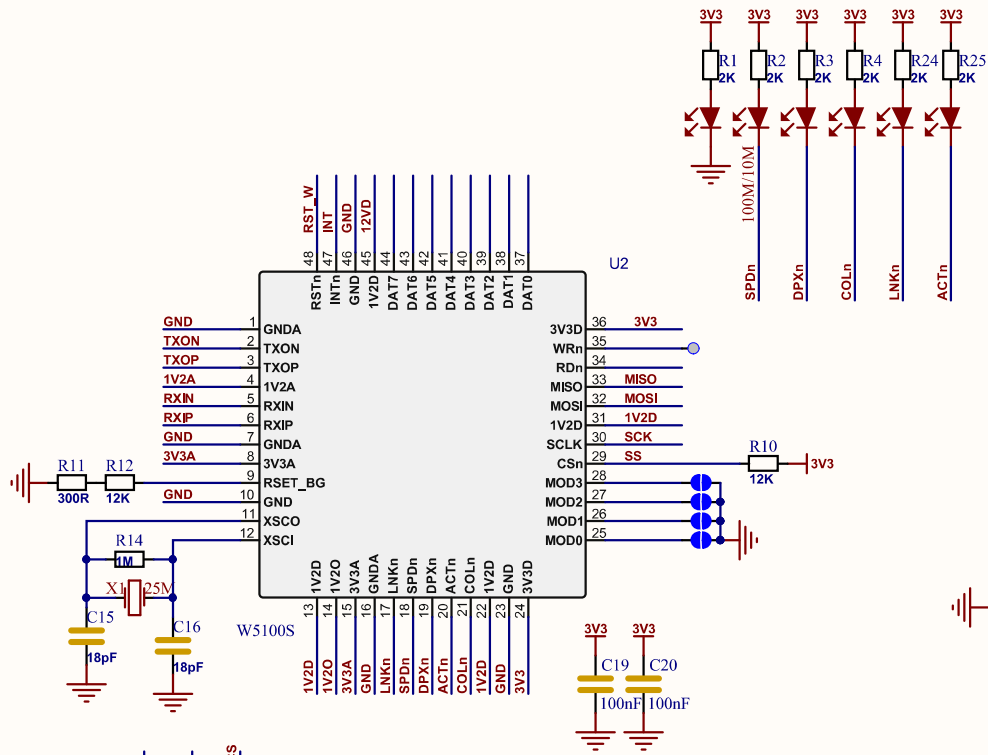 3V3 3V3 3V3 3V3 3V3 3V3
R1 R2 R3 R4 R24 R25
2K 2K 2K 2K 2K 2K
100M/10M
SPDn DPXn COLn LNKn ACTn
RST_W INT GND 12VD
48 47 46 45 44 43 42 41 40 39 38 37
RSTn INTn GND 1V2D DAT7 DAT6 DAT5 DAT4 DAT3 DAT2 DAT1 DAT0
U2
GND 1 GNDA
TXON 2 TXON
TXOP 3 TXOP
1V2A 4 1V2A
RXIN 5 RXIN
RXIP 6 RXIP
GND 7 GNDA
3V3A 8 3V3A
9 RSET_BG
GND 10 GND
11 XSCO
12 XSCI
3V3D 36 3V3
WRn 35
RDn 34
MISO 33 MISO
MOSI 32 MOSI
1V2D 31 1V2D
SCLK 30 SCK
CSn 29 SS
MOD3 28
MOD2 27
MOD1 26
MOD0 25
R10
12K
3V3
R11 R12
300R 12K
R14
1M
X1 25M
C15
18pF
C16
18pF
1V2D 1V2O 3V3A GNDA LNKn SPDn DPXn ACTn COLn 1V2D GND 3V3D
13 14 15 16 17 18 19 20 21 22 23 24
1V2D 1V2O 3V3A GND LNKn SPDn DPXn ACTn COLn 1V2D GND 3V3
W5100S
3V3 3V3
C19 C20
100nF 100nF